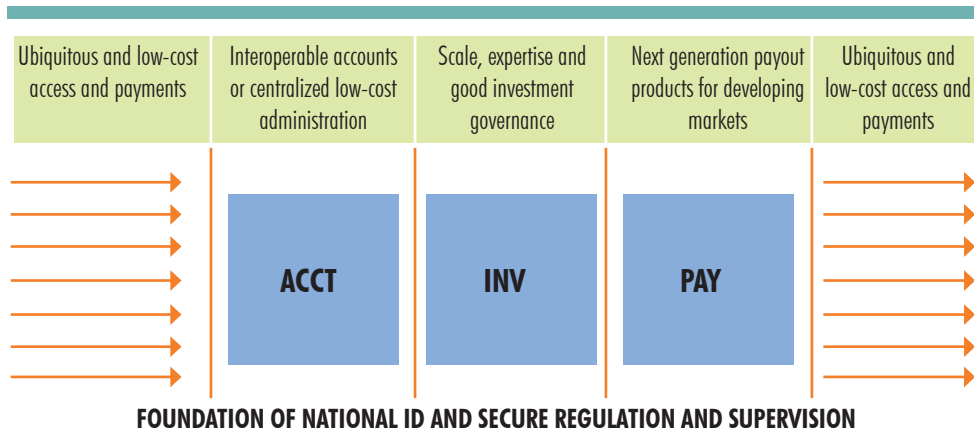 Ubiquitous and low-cost
access and payments
Interoperable accounts
or centralized low-cost
administration
Scale, expertise and
good investment
governance
Next generation payout
products for developing
markets
Ubiquitous and
low-cost access and
payments
ACCT
INV
PAY
FOUNDATION OF NATIONAL ID AND SECURE REGULATION AND SUPERVISION